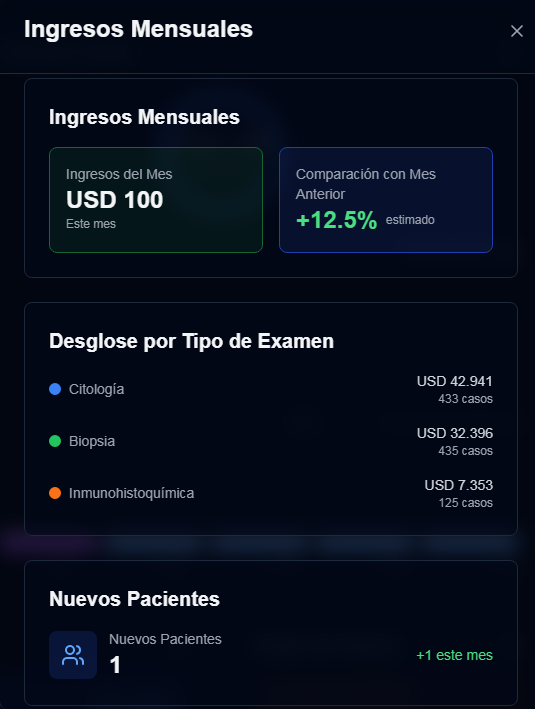 Ingresos Mensuales
Ingresos Mensuales
Ingresos del Mes
USD 100
Este mes
Comparación con Mes
Anterior
+12.5% estimado
Desglose por Tipo de Examen
Citología
USD 42.941
433 casos
Biopsia
USD 32.396
435 casos
Inmunohistoquímica
USD 7.353
125 casos
Nuevos Pacientes
Nuevos Pacientes
1
+1 este mes